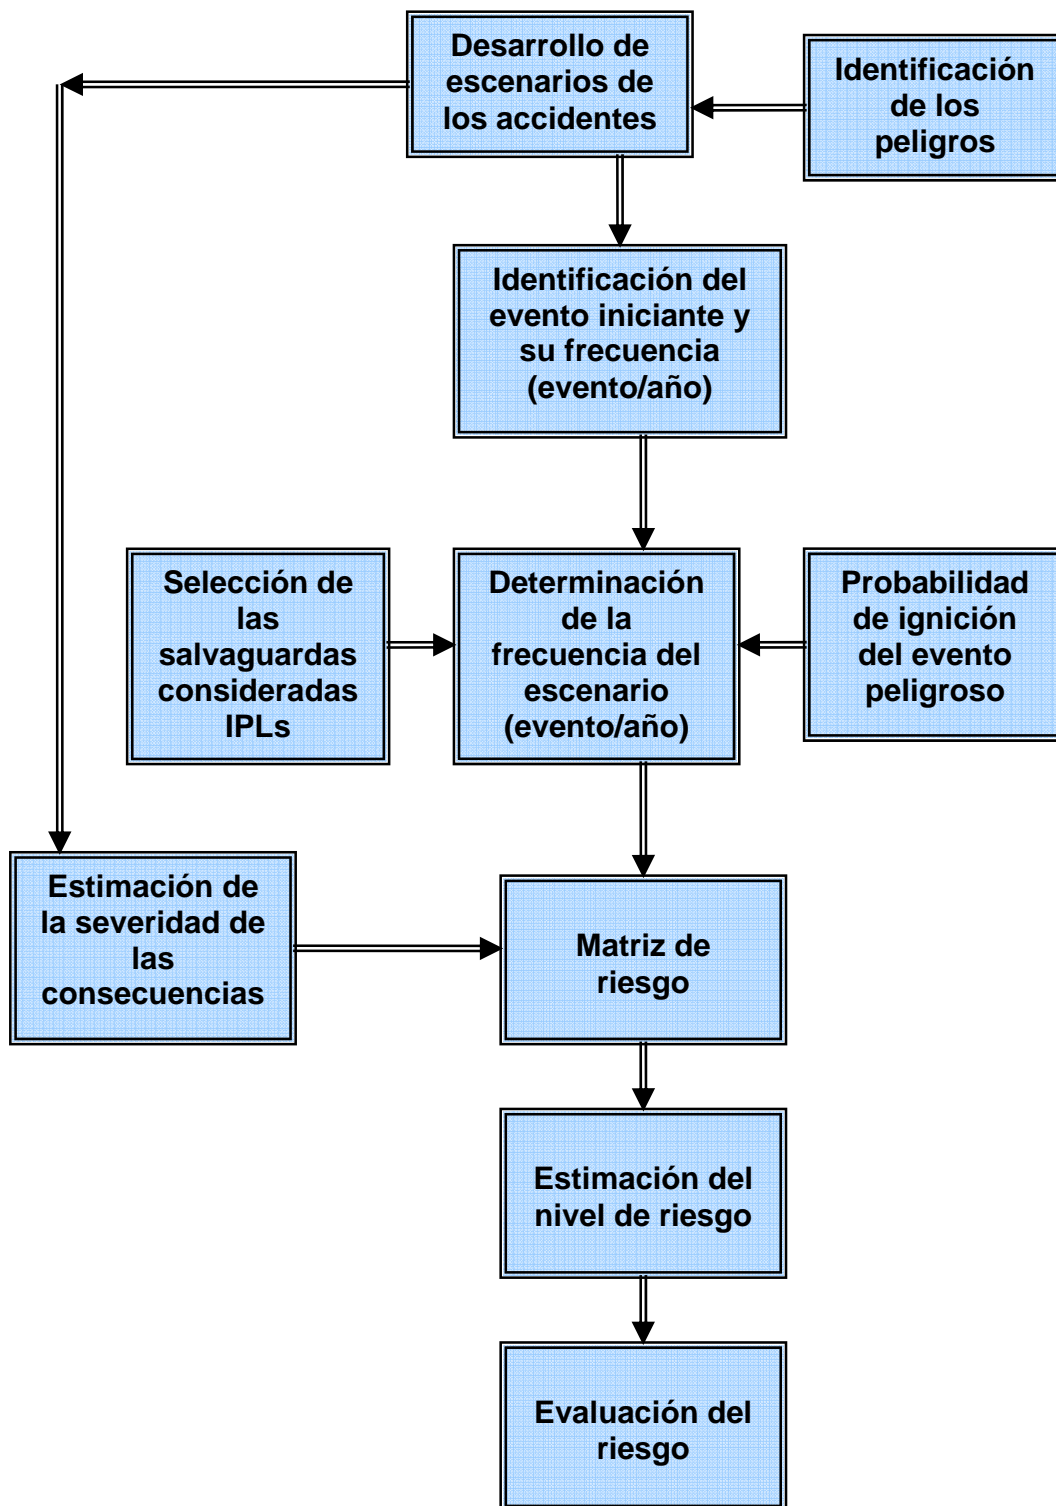 Desarrollo de
escenarios de
los accidentes
Identificación
de los
peligros
Identificación del
evento iniciante y
su frecuencia
(evento/año)
Selección de
las
salvaguardas
consideradas
IPLs
Determinación
de la
frecuencia del
escenario
(evento/año)
Probabilidad
de ignición
del evento
peligroso
Estimación de
la severidad de
las
consecuencias
Matriz de
riesgo
Estimación del
nivel de riesgo
Evaluación del
riesgo